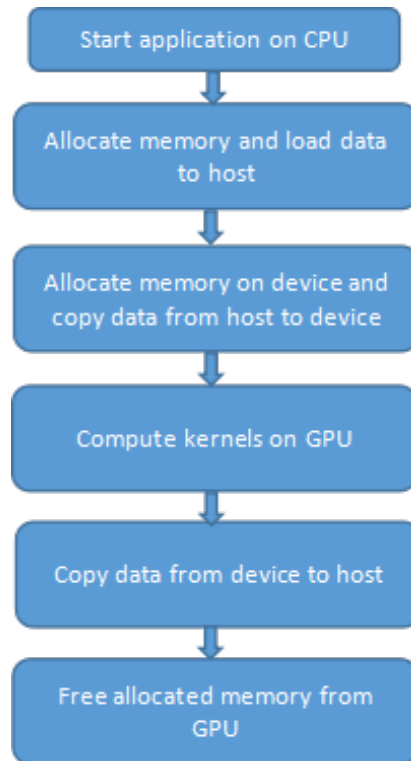 Start application on CPU
Allocate memory and load data
to host
Allocate memory on device and
copy data from host to device
Compute kernels on GPU
Copy data from device to host
Free allocated memory from
GPU